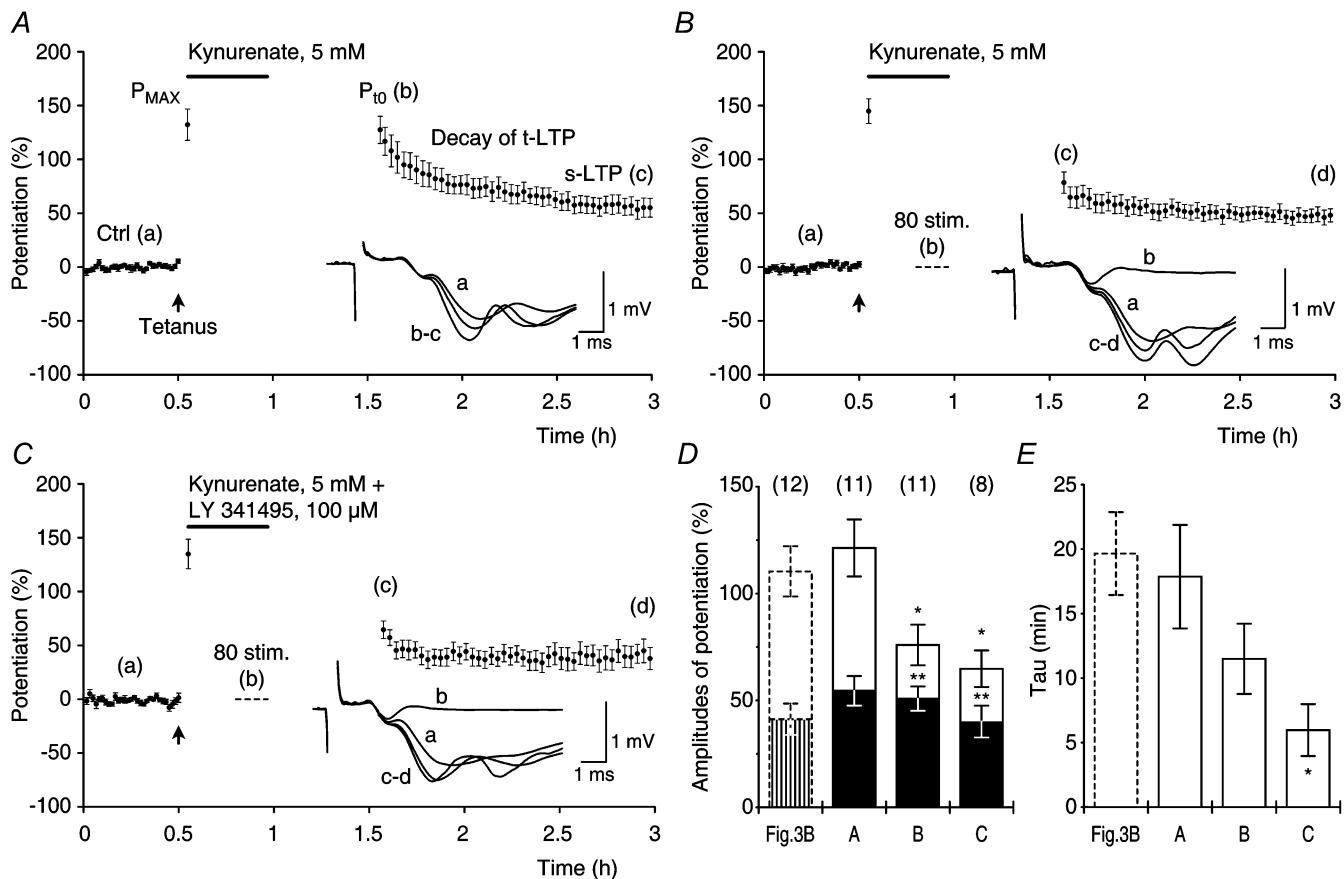 A
Kynurenate, 5 mM
200
150
100
50
0
-50
-100
Potentiation (%)
P_MAX
P_t0 (b)
Decay of t-LTP
s-LTP (c)
Ctrl (a)
Tetanus
a
b-c
1 mV
1 ms
0 0.5 1 1.5 2 2.5 3
Time (h)
B
Kynurenate, 5 mM
200
150
100
50
0
-50
-100
Potentiation (%)
(c)
(d)
(a)
80 stim.
(b)
b
a
c-d
1 mV
1 ms
0 0.5 1 1.5 2 2.5 3
Time (h)
C
Kynurenate, 5 mM +
LY 341495, 100 µM
200
150
100
50
0
-50
-100
Potentiation (%)
(c)
(d)
(a)
80 stim.
(b)
b
a
c-d
1 mV
1 ms
0 0.5 1 1.5 2 2.5 3
Time (h)
D
(12) (11) (11) (8)
150
100
50
0
Amplitudes of potentiation (%)
* *
** **
Fig.3B A B C
E
25
20
15
10
5
0
Tau (min)
*
Fig.3B A B C